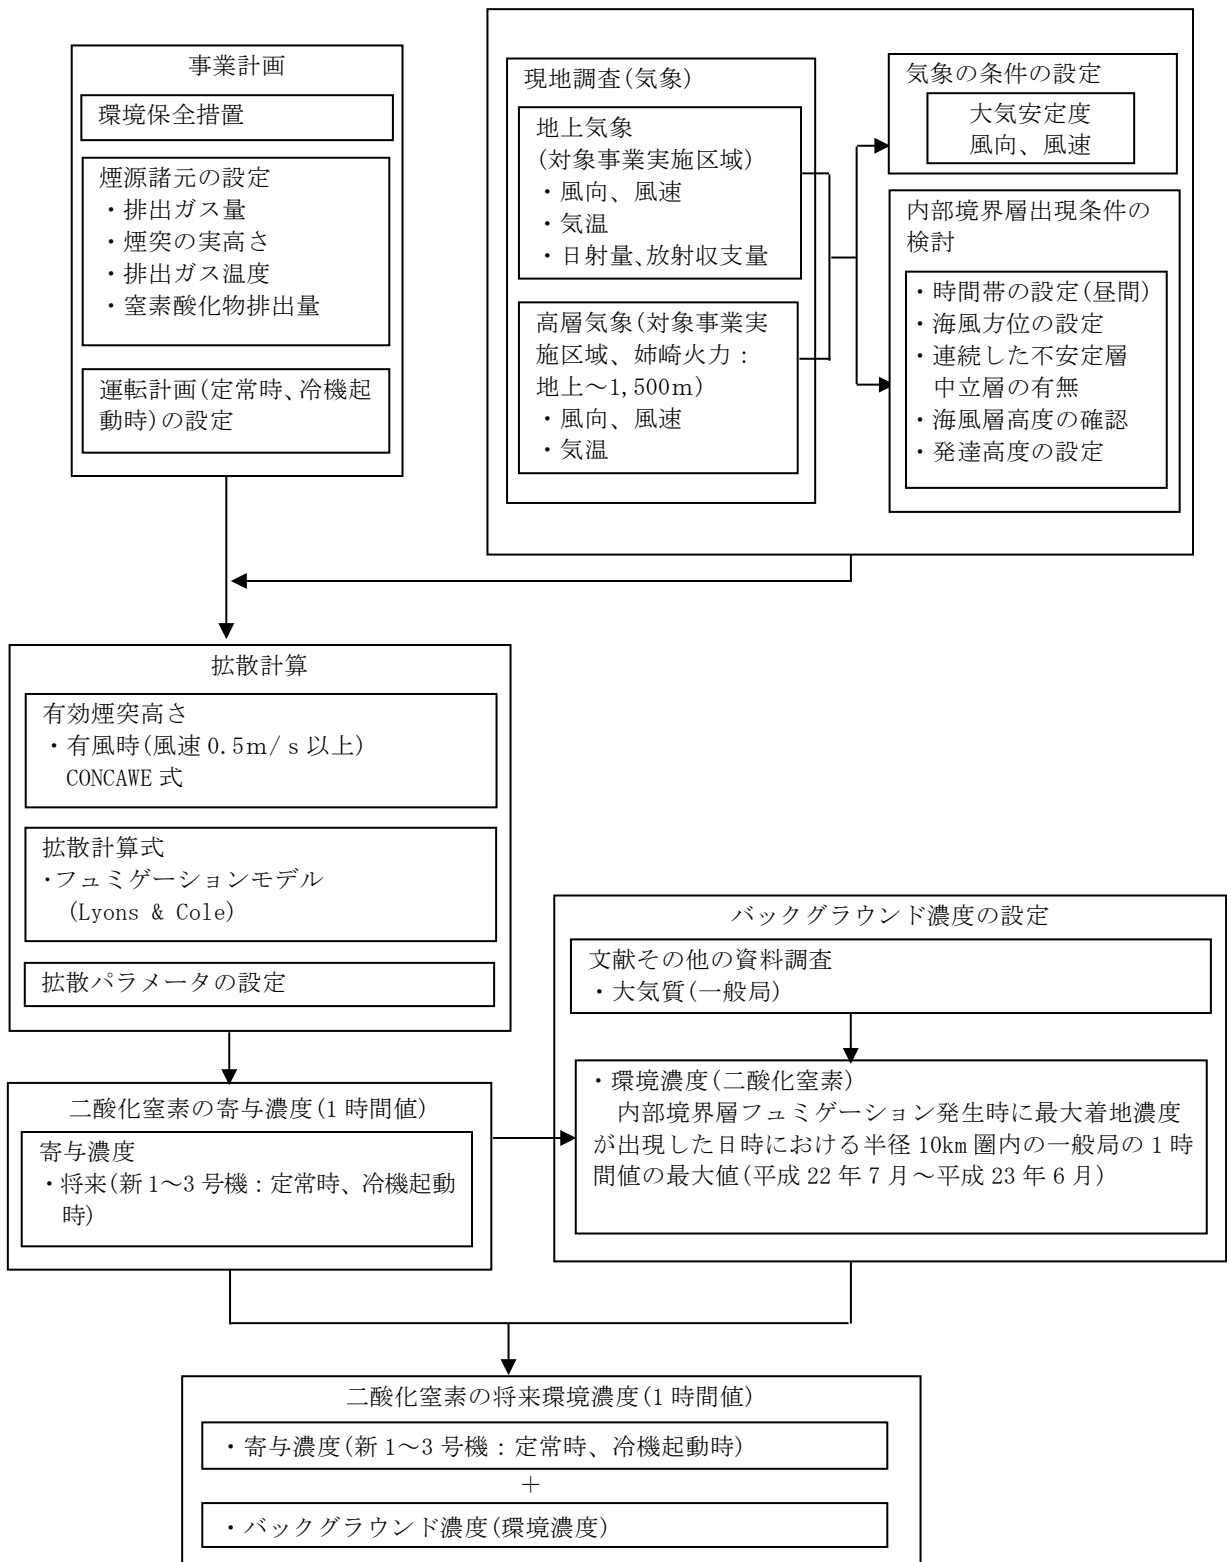 事業計画
環境保全措置
煙源諸元の設定
・排出ガス量
・煙突の実高さ
・排出ガス温度
・窒素酸化物排出量
運転計画(定常時、冷機起
動時)の設定
現地調査(気象)
地上気象
(対象事業実施区域)
・風向、風速
・気温
・日射量、放射収支量
高層気象(対象事業実
施区域、姉崎火力：
地上～1,500m)
・風向、風速
・気温
気象の条件の設定
大気安定度
風向、風速
内部境界層出現条件の
検討
・時間帯の設定(昼間)
・海風方位の設定
・連続した不安定層
中立層の有無
・海風層高度の確認
・発達高度の設定
拡散計算
有効煙突高さ
・有風時(風速 0.5m/s 以上)
CONCAWE 式
拡散計算式
・フュミゲーションモデル
(Lyons & Cole)
拡散パラメータの設定
バックグラウンド濃度の設定
文献その他の資料調査
・大気質(一般局)
・環境濃度(二酸化窒素)
内部境界層フュミゲーション発生時に最大着地濃度
が出現した日時における半径 10km 圏内の一般局の 1 時
間値の最大値(平成 22 年 7 月～平成 23 年 6 月)
二酸化窒素の寄与濃度(1 時間値)
寄与濃度
・将来(新 1～3 号機：定常時、冷機起動
時)
二酸化窒素の将来環境濃度(1 時間値)
・寄与濃度(新 1～3 号機：定常時、冷機起動時)
＋
・バックグラウンド濃度(環境濃度)